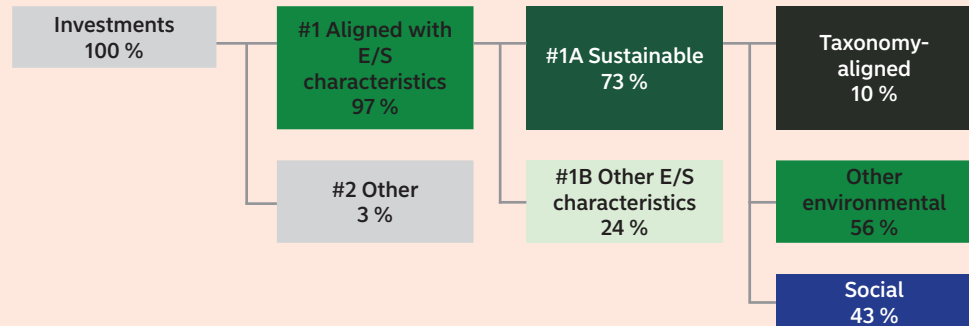 Investments
100 %
#1 Aligned with
E/S
characteristics
97 %
#1A Sustainable
73 %
Taxonomy-
aligned
10 %
#2 Other
3 %
#1B Other E/S
characteristics
24 %
Other
environmental
56 %
Social
43 %